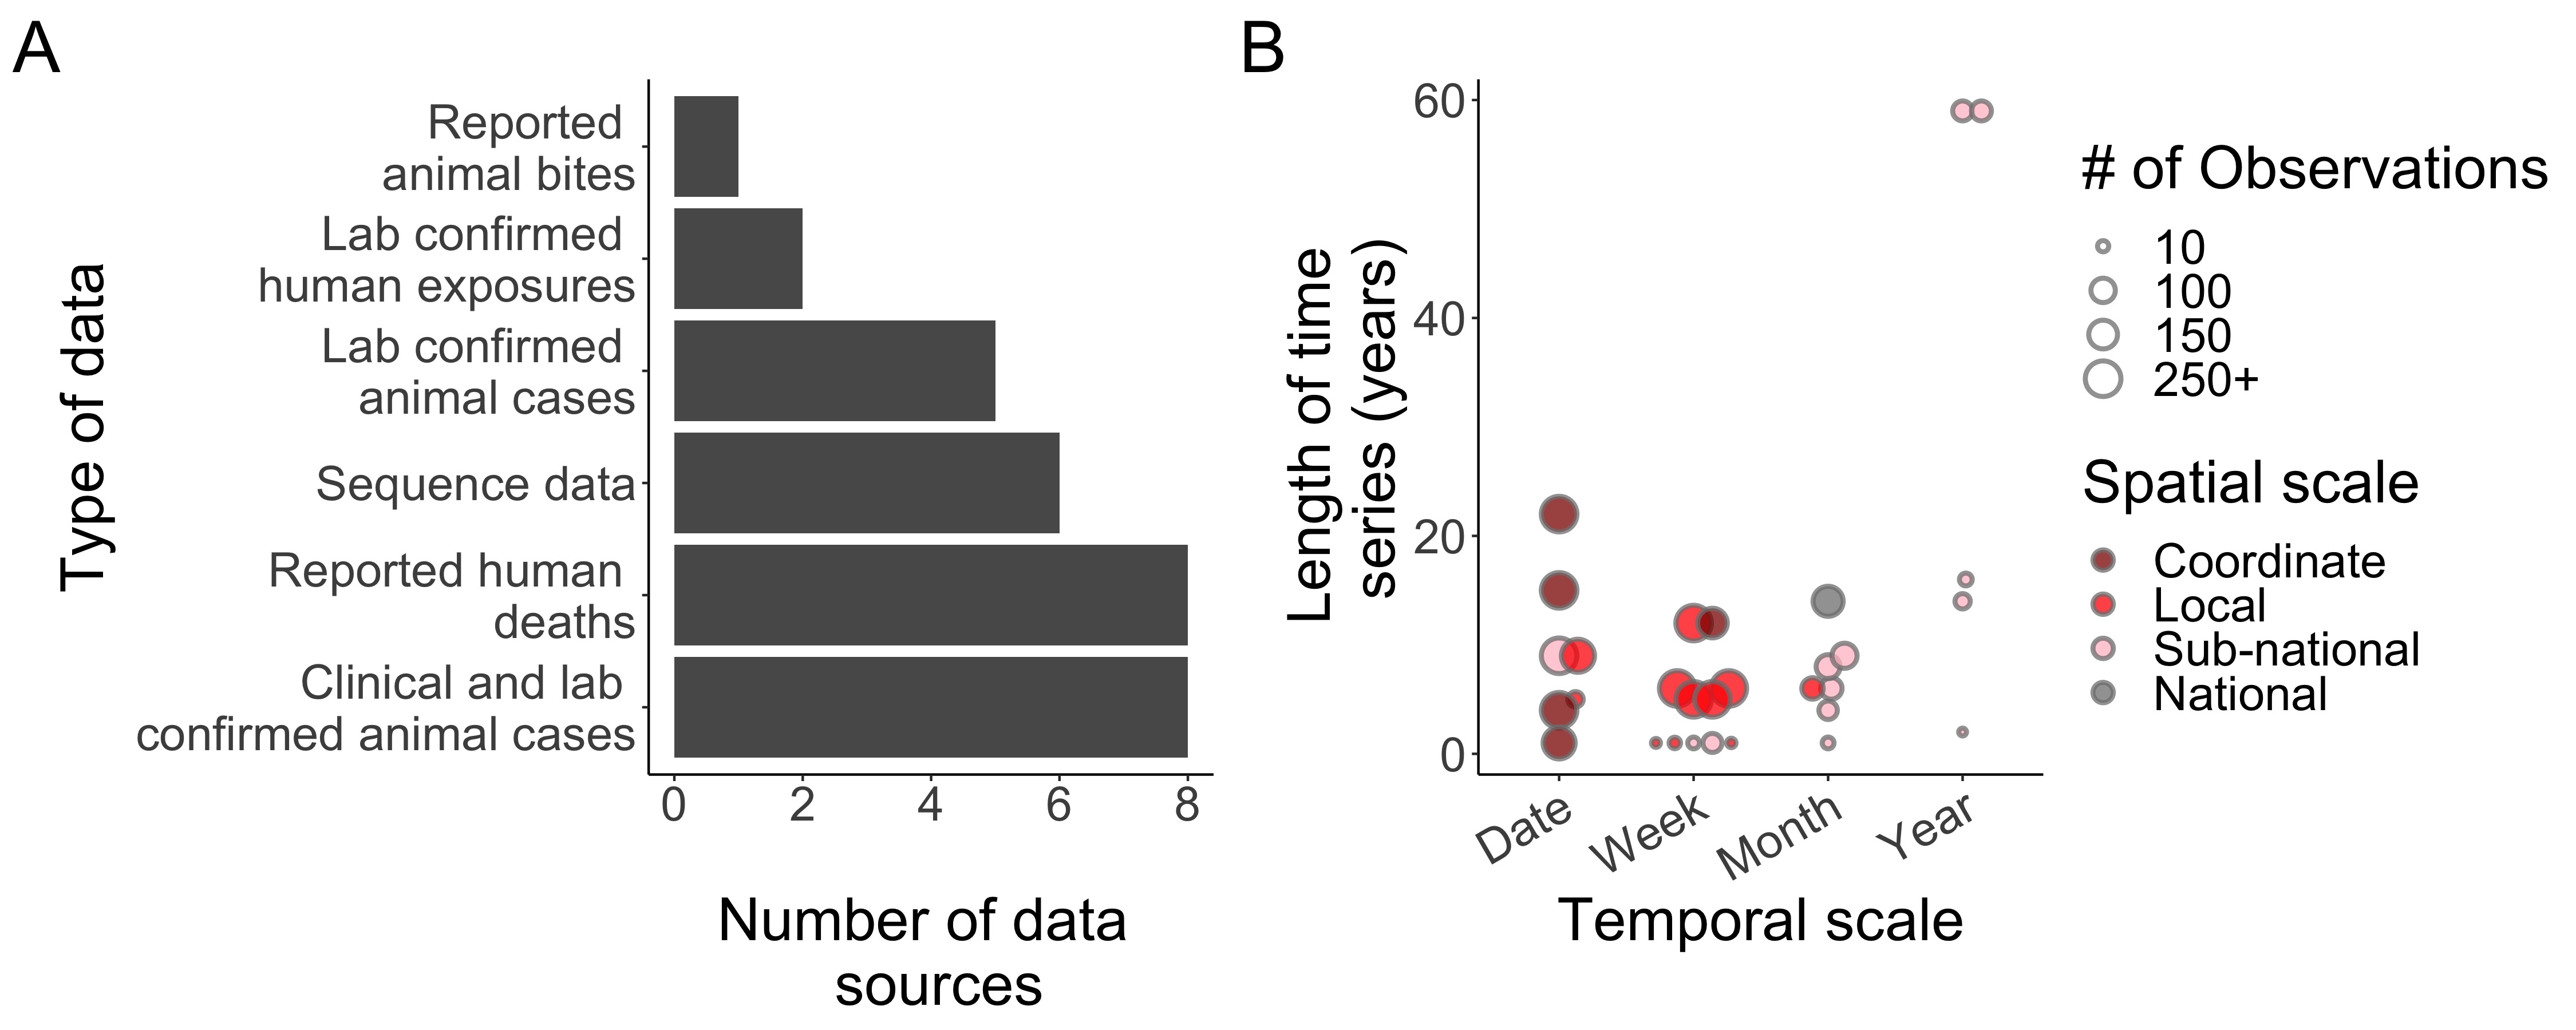 A
Type of data
Reported
animal bites
Lab confirmed
human exposures
Lab confirmed
animal cases
Sequence data
Reported human
deaths
Clinical and lab
confirmed animal cases
0 2 4 6 8
Number of data
sources
B
Length of time
series (years)
60
40
20
0
Date Week Month Year
Temporal scale
# of Observations
10
100
150
250+
Spatial scale
Coordinate
Local
Sub-national
National